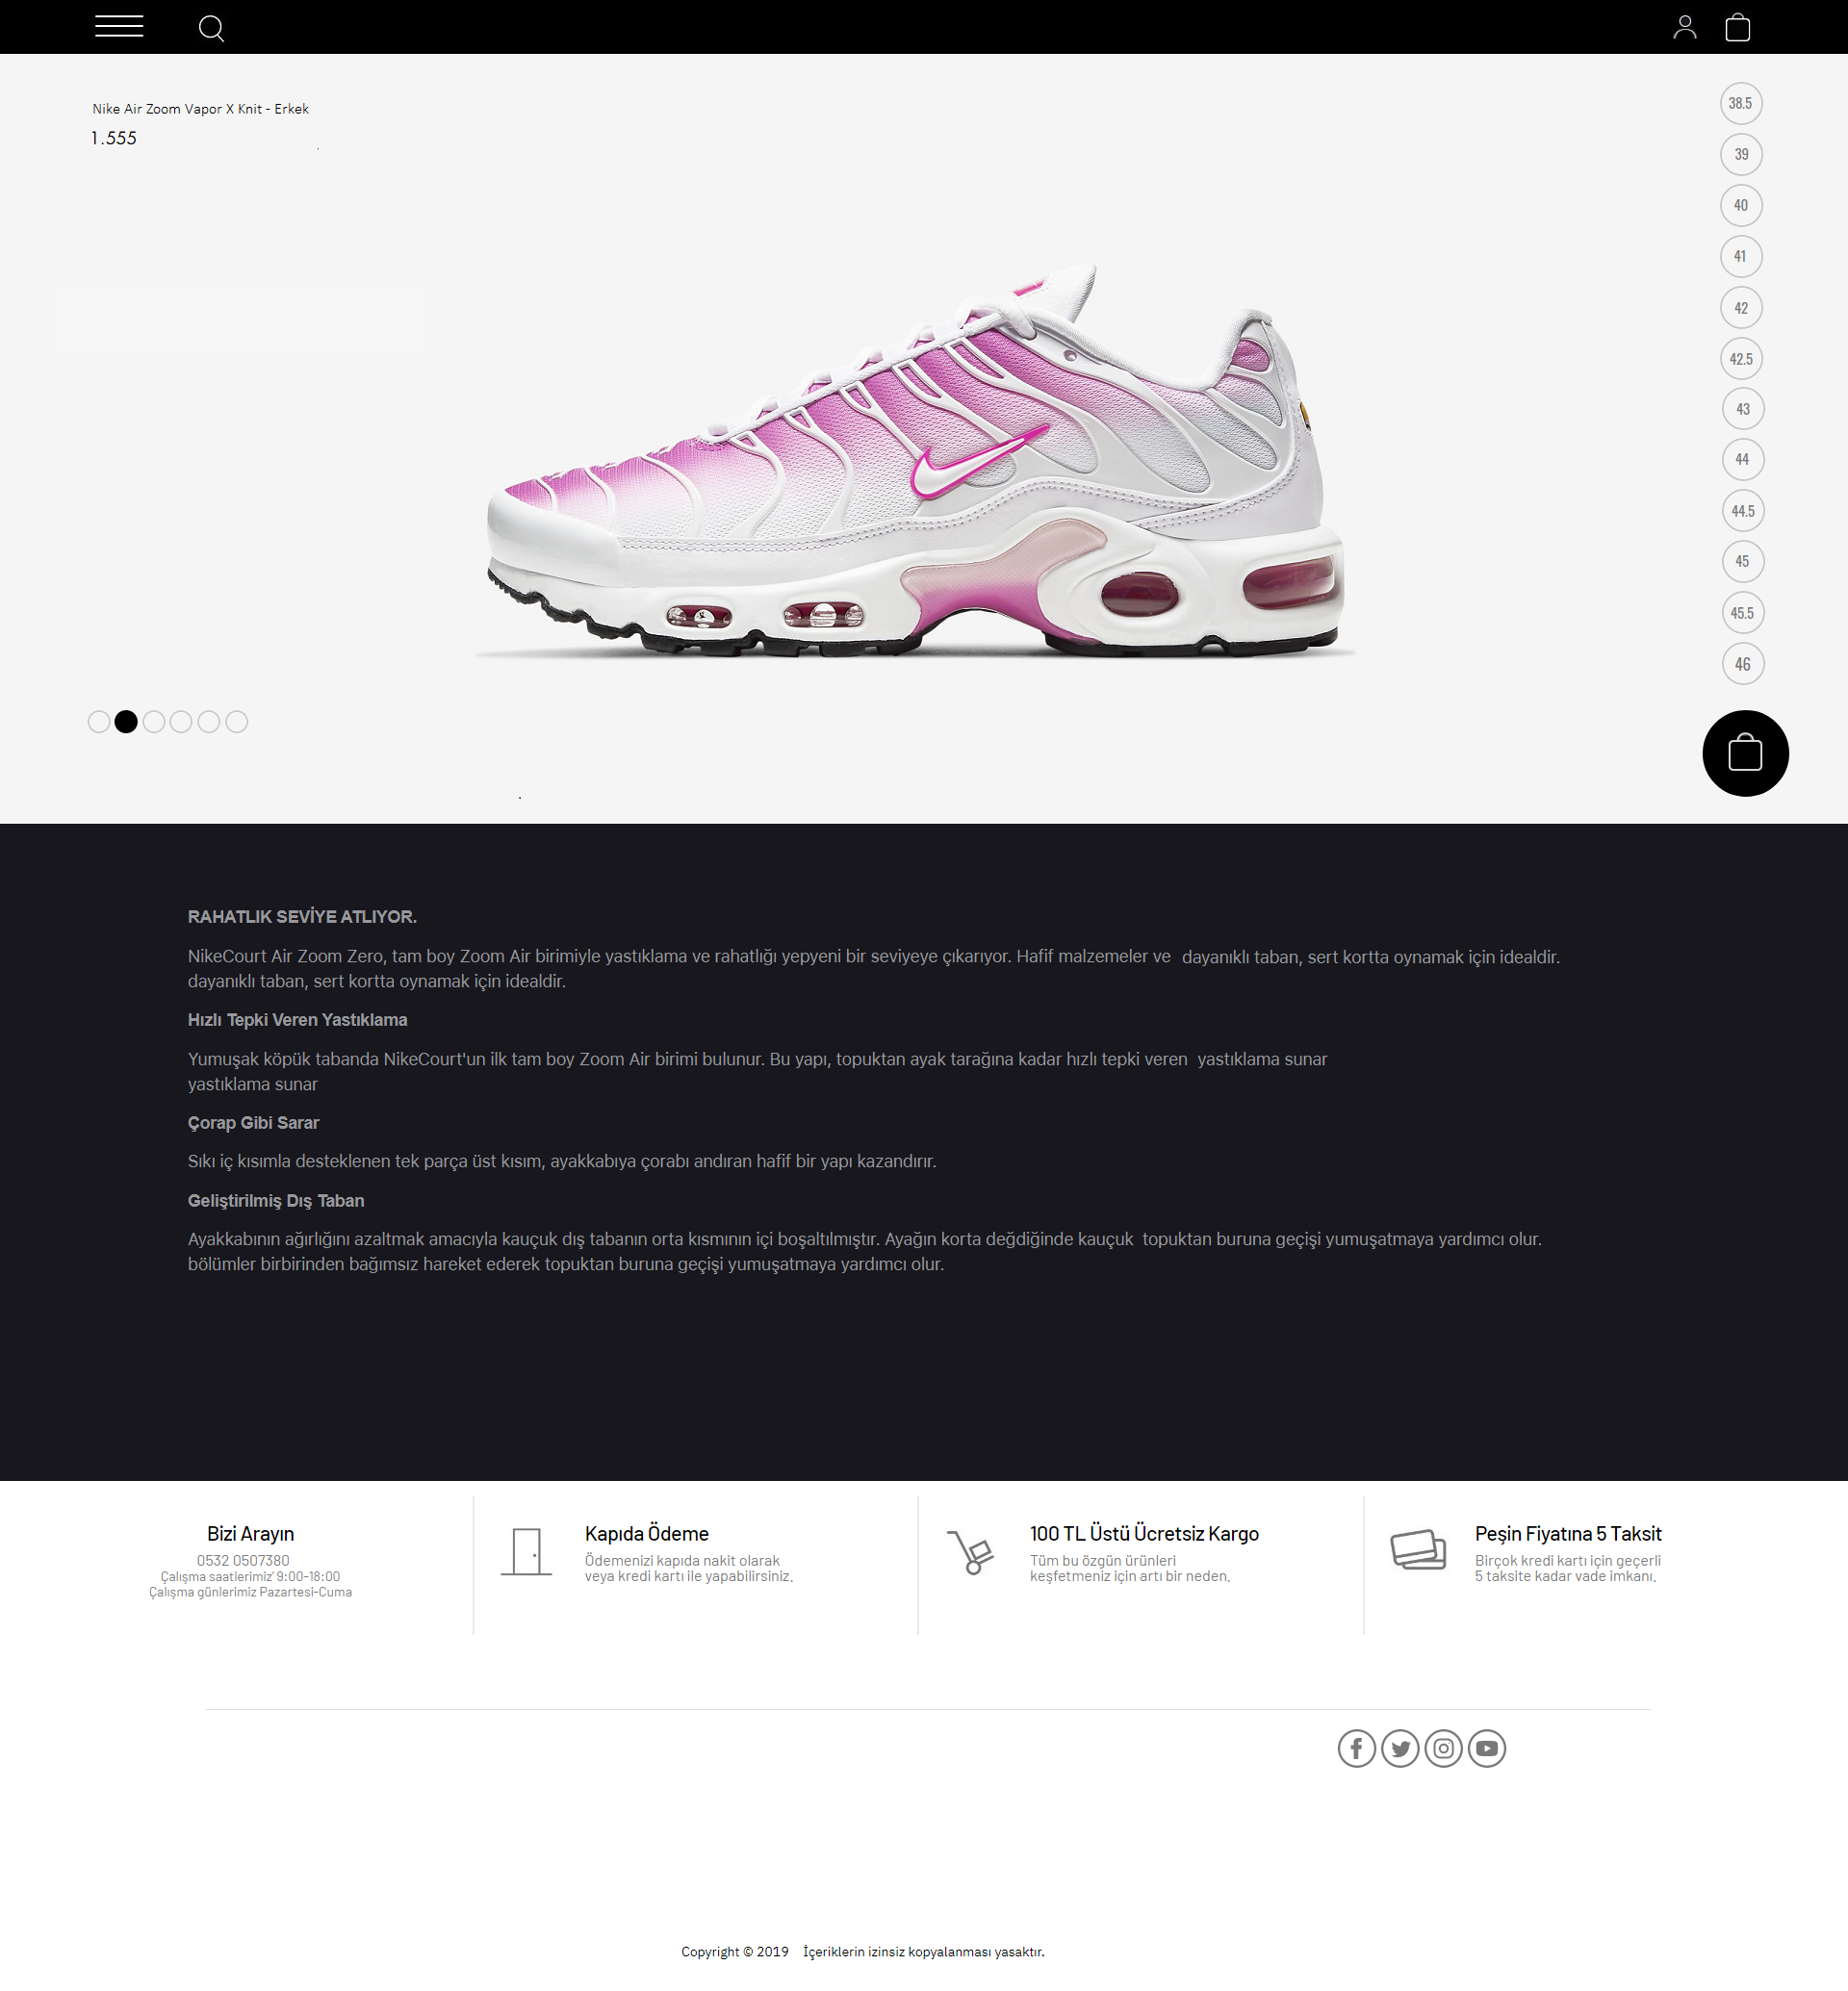 Nike Air Zoom Vapor X Knit - Erkek
1.555
38.5
39
40
41
42
42.5
43
44
44.5
45
45.5
46
RAHATLIK SEVİYE ATLIYOR.
NikeCourt Air Zoom Zero, tam boy Zoom Air birimiyle yastıklama ve rahatlığı yepyeni bir seviyeye çıkarıyor. Hafif malzemeler ve dayanıklı taban, sert kortta oynamak için idealdir.
dayanıklı taban, sert kortta oynamak için idealdir.
Hızlı Tepki Veren Yastıklama
Yumuşak köpük tabanda NikeCourt'un ilk tam boy Zoom Air birimi bulunur. Bu yapı, topuktan ayak tarağına kadar hızlı tepki veren yastıklama sunar
yastıklama sunar
Çorap Gibi Sarar
Sıkı iç kısımla desteklenen tek parça üst kısım, ayakkabıya çorabı andıran hafif bir yapı kazandırır.
Geliştirilmiş Dış Taban
Ayakkabının ağırlığını azaltmak amacıyla kauçuk dış tabanın orta kısmının içi boşaltılmıştır. Ayağın korta değdiğinde kauçuk topuktan buruna geçişi yumuşatmaya yardımcı olur.
bölümler birbirinden bağımsız hareket ederek topuktan buruna geçişi yumuşatmaya yardımcı olur.
Bizi Arayın
0532 0507380
Çalışma saatlerimiz' 9:00-18:00
Çalışma günlerimiz Pazartesi-Cuma
Kapıda Ödeme
Ödemenizi kapıda nakit olarak
veya kredi kartı ile yapabilirsiniz.
100 TL Üstü Ücretsiz Kargo
Tüm bu özgün ürünleri
keşfetmeniz için artı bir neden.
Peşin Fiyatına 5 Taksit
Birçok kredi kartı için geçerli
5 taksite kadar vade imkanı.
Copyright © 2019 İçeriklerin izinsiz kopyalanması yasaktır.